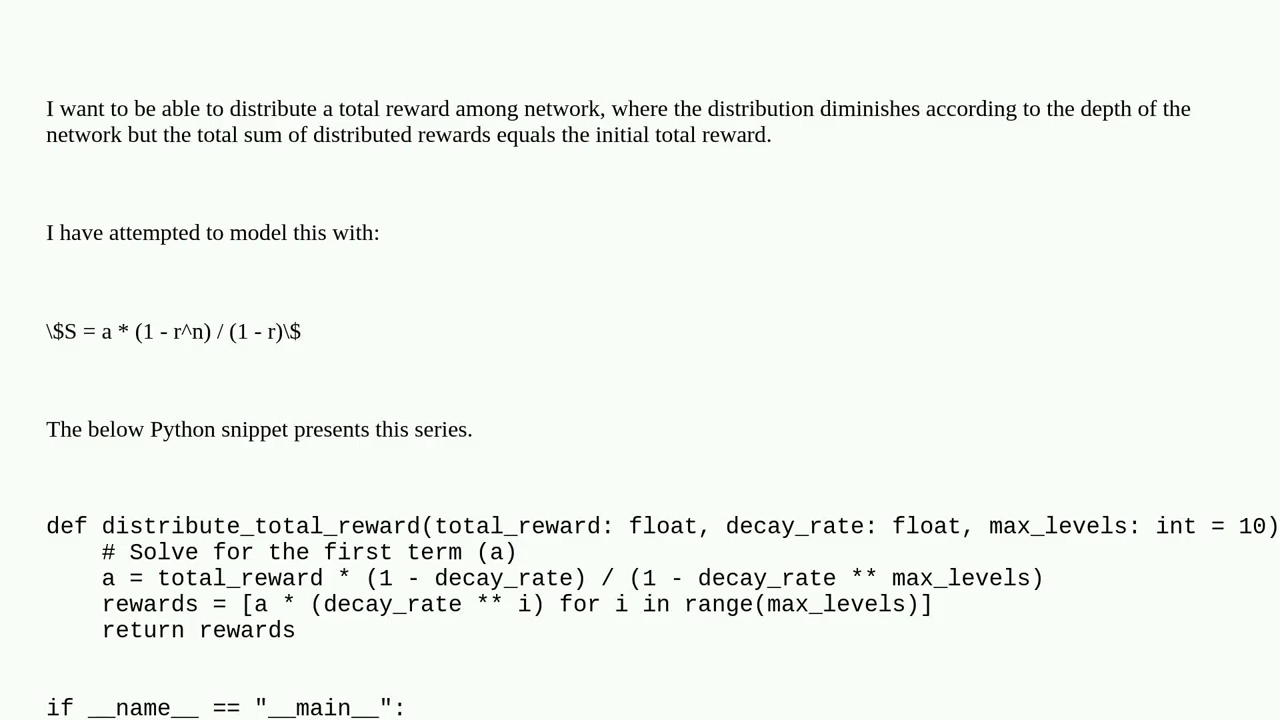 I want to be able to distribute a total reward among network, where the distribution diminishes according to the depth of the
network but the total sum of distributed rewards equals the initial total reward.
I have attempted to model this with:
\$S = a * (1 - r^n) / (1 - r)\$
The below Python snippet presents this series.
def distribute_total_reward(total_reward: float, decay_rate: float, max_levels: int = 10)
    # Solve for the first term (a)
    a = total_reward * (1 - decay_rate) / (1 - decay_rate ** max_levels)
    rewards = [a * (decay_rate ** i) for i in range(max_levels)]
    return rewards
if __name__ == "__main__":